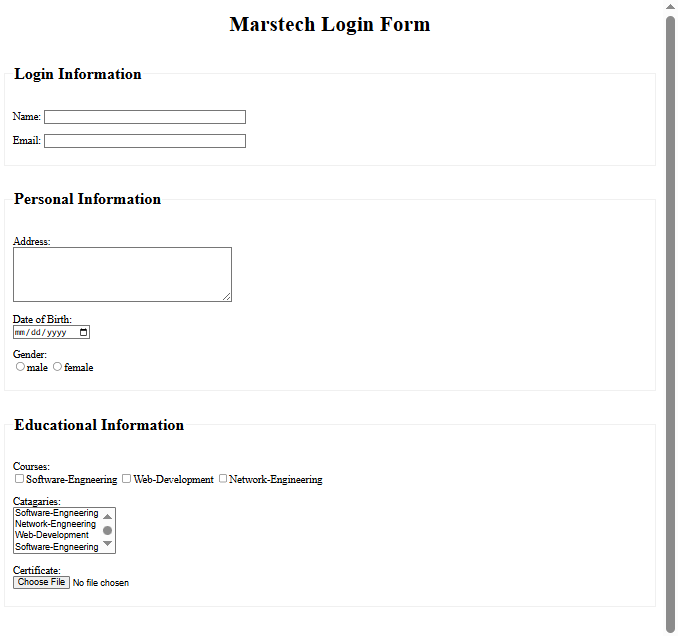 Marstech Login Form
Login Information
Name:
Email:
Personal Information
Address:
Date of Birth:
mm/dd/yyyy
Gender:
male female
Educational Information
Courses:
Software-Engneering Web-Development Network-Engineering
Catagaries:
Software-Engneering
Network-Engneering
Web-Development
Software-Engneering
Certificate:
Choose File No file chosen